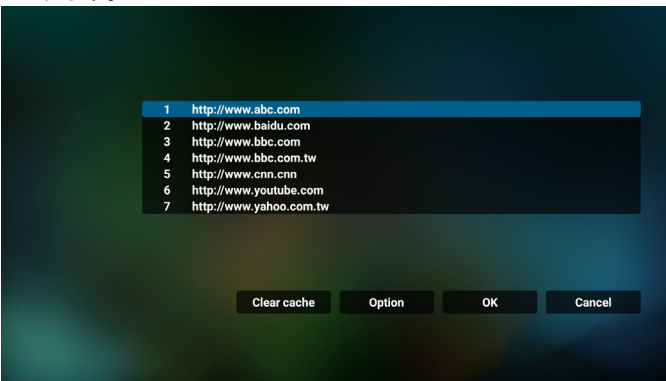 1 http://www.abc.com
2 http://www.baidu.com
3 http://www.bbc.com
4 http://www.bbc.com.tw
5 http://www.cnn.cnn
6 http://www.youtube.com
7 http://www.yahoo.com.tw
Clear cache Option OK Cancel